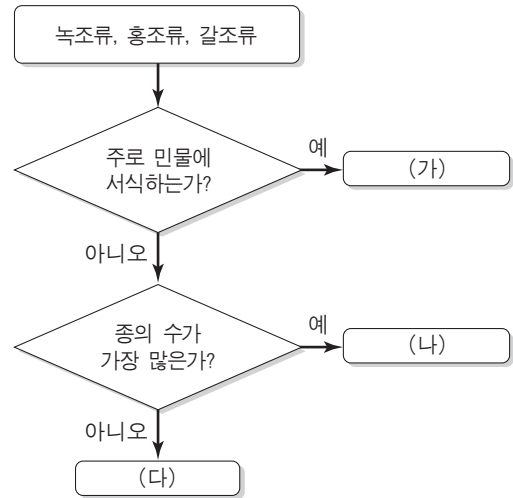 녹조류, 홍조류, 갈조류
주로 민물에
서식하는가?
예
(가)
아니오
종의 수가
가장 많은가?
예
(나)
아니오
(다)